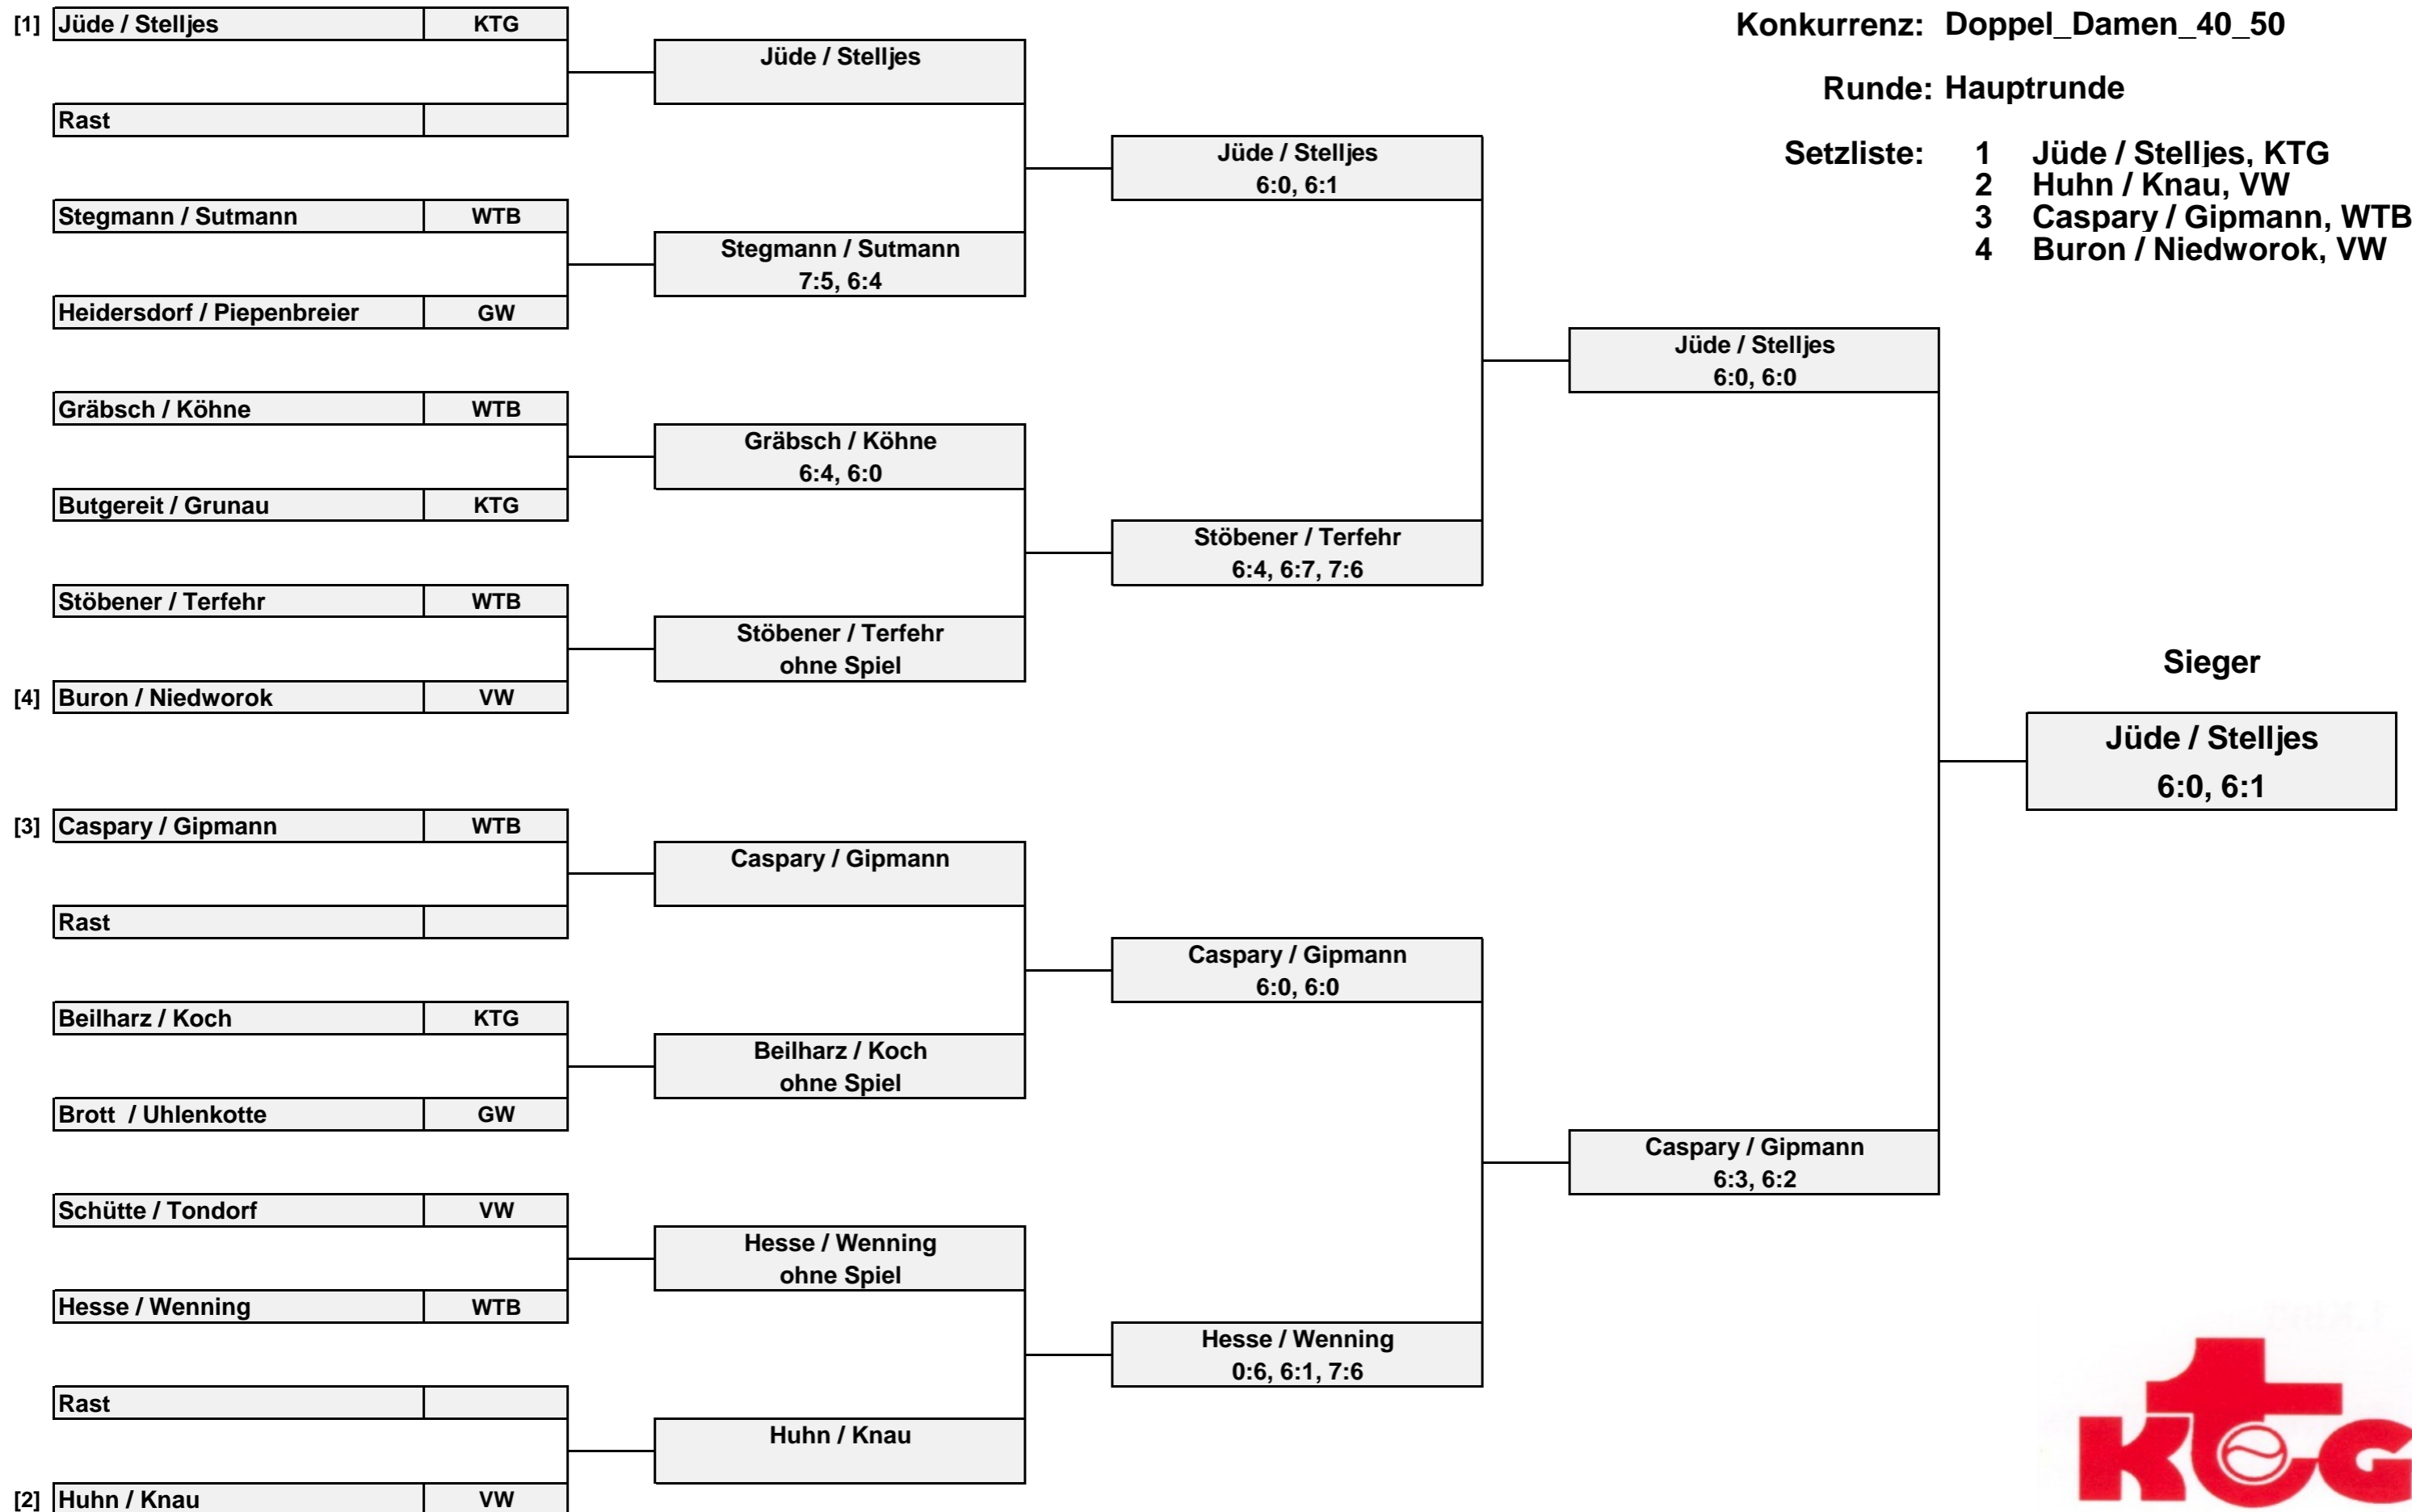 Konkurrenz: Doppel_Damen_40_50
Runde: Hauptrunde
Setzliste: 1 Jüde / Stelljes, KTG
2 Huhn / Knau, VW
3 Caspary / Gipmann, WTB
4 Buron / Niedworok, VW
[1] Jüde / Stelljes KTG
Rast
Stegmann / Sutmann WTB
Heidersdorf / Piepenbreier GW
Gräbsch / Köhne WTB
Butgereit / Grunau KTG
Stöbener / Terfehr WTB
[4] Buron / Niedworok VW
[3] Caspary / Gipmann WTB
Rast
Beilharz / Koch KTG
Brott / Uhlenkotte GW
Schütte / Tondorf VW
Hesse / Wenning WTB
Rast
[2] Huhn / Knau VW
Jüde / Stelljes
Stegmann / Sutmann
7:5, 6:4
Gräbsch / Köhne
6:4, 6:0
Stöbener / Terfehr
ohne Spiel
Caspary / Gipmann
Beilharz / Koch
ohne Spiel
Hesse / Wenning
ohne Spiel
Huhn / Knau
Jüde / Stelljes
6:0, 6:1
Stöbener / Terfehr
6:4, 6:7, 7:6
Caspary / Gipmann
6:0, 6:0
Hesse / Wenning
0:6, 6:1, 7:6
Jüde / Stelljes
6:0, 6:0
Caspary / Gipmann
6:3, 6:2
Sieger
Jüde / Stelljes
6:0, 6:1
KtG